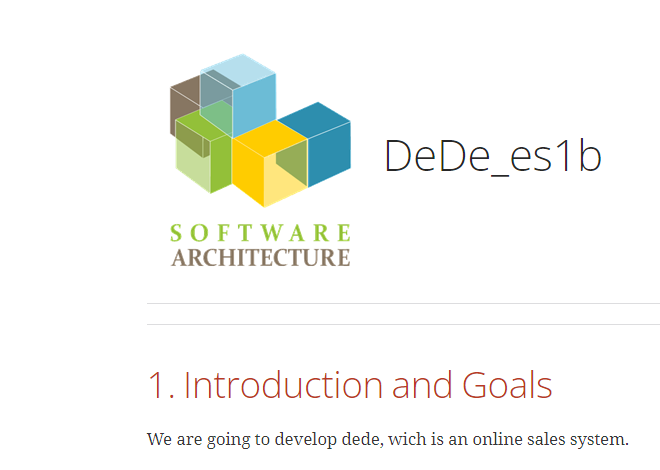 SOFTWARE
ARCHITECTURE
DeDe_es1b
1. Introduction and Goals
We are going to develop dede, wich is an online sales system.